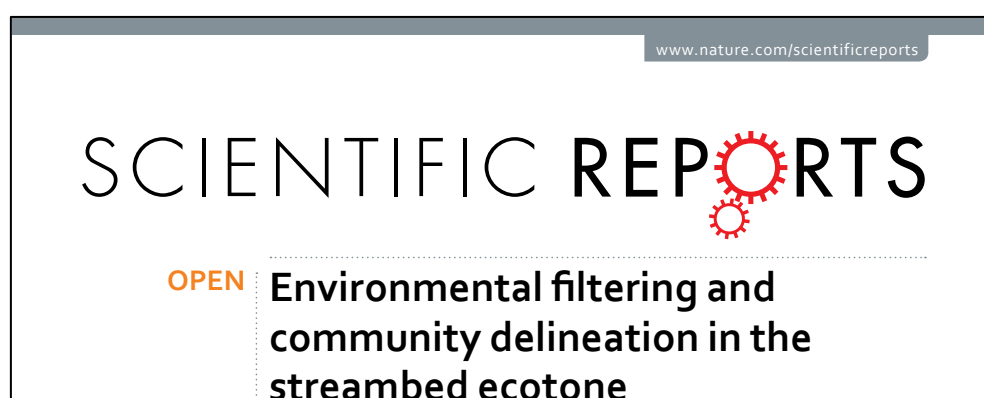 www.nature.com/scientificreports
SCIENTIFIC REPORTS
OPEN
Environmental filtering and
community delineation in the
streambed ecotone